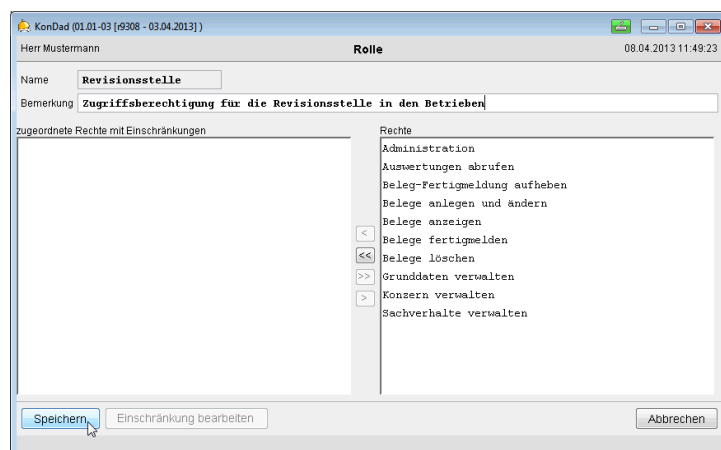 KonDad (01.01-03 [r9308 - 03.04.2013] )
Herr Mustermann Rolle 08.04.2013 11:49:23
Name Revisionsstelle
Bemerkung Zugriffsberechtigung für die Revisionsstelle in den Betrieben
zugeordnete Rechte mit Einschränkungen
Rechte
Administration
Auswertungen abrufen
Beleg-Fertigmeldung aufheben
Belege anlegen und ändern
Belege anzeigen
Belege fertigmelden
Belege löschen
Grunddaten verwalten
Konzern verwalten
Sachverhalte verwalten
<
<<
>>
>
Speichern Einschränkung bearbeiten Abbrechen